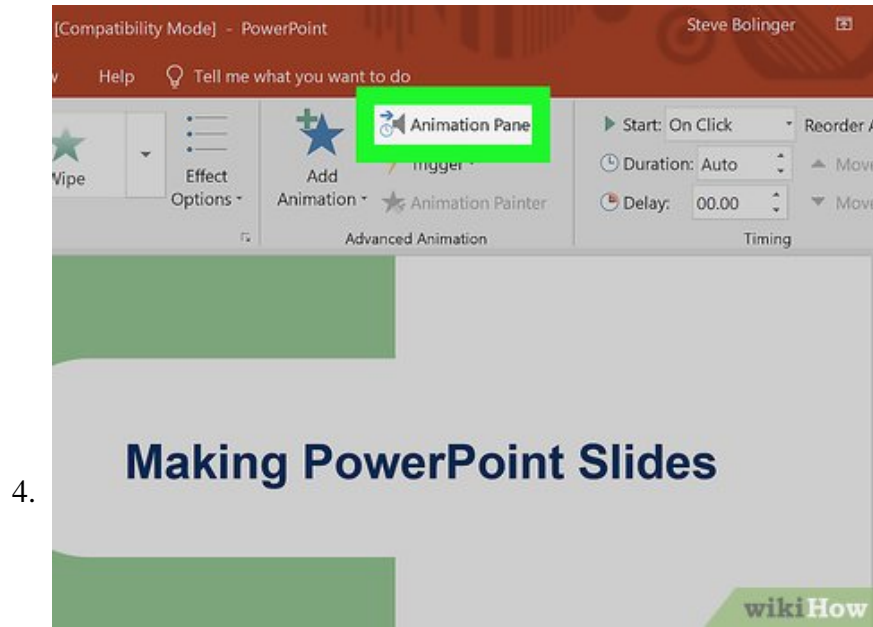 [Compatibility Mode] - PowerPoint
Steve Bolinger
Help
Tell me what you want to do
Animation Pane
Start: On Click
Reorder
Trigger
Duration: Auto
Wipe
Effect
Options
Add
Animation
Animation Painter
Delay: 00.00
Advanced Animation
Timing
Making PowerPoint Slides
4.
wikiHow